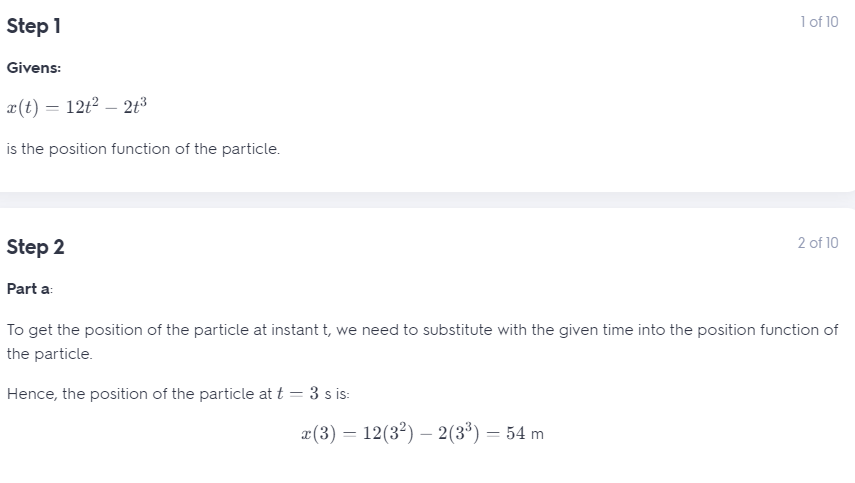 Step 1
1 of 10
Givens:
x(t) = 12t² − 2t³
is the position function of the particle.
Step 2
2 of 10
Part a:
To get the position of the particle at instant t, we need to substitute with the given time into the position function of
the particle.
Hence, the position of the particle at t = 3 s is:
x(3) = 12(3²) − 2(3³) = 54 m